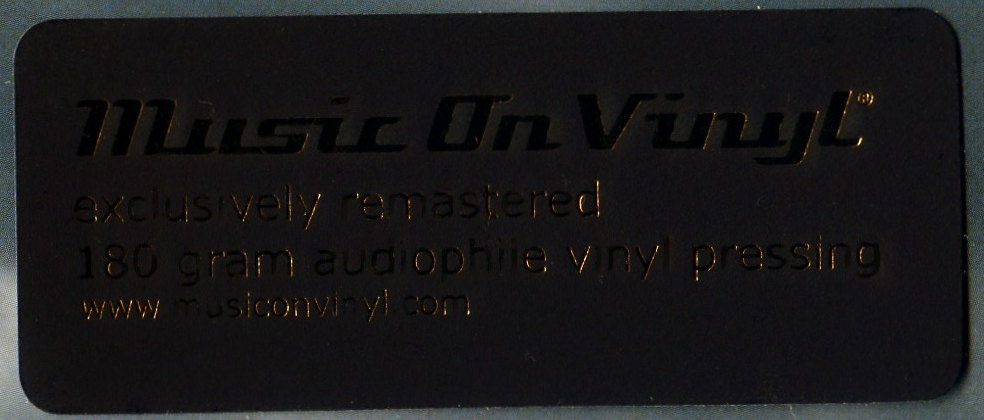 Music On Vinyl®
exclusively remastered
180 gram audiophile vinyl pressing
www.musiconvinyl.com